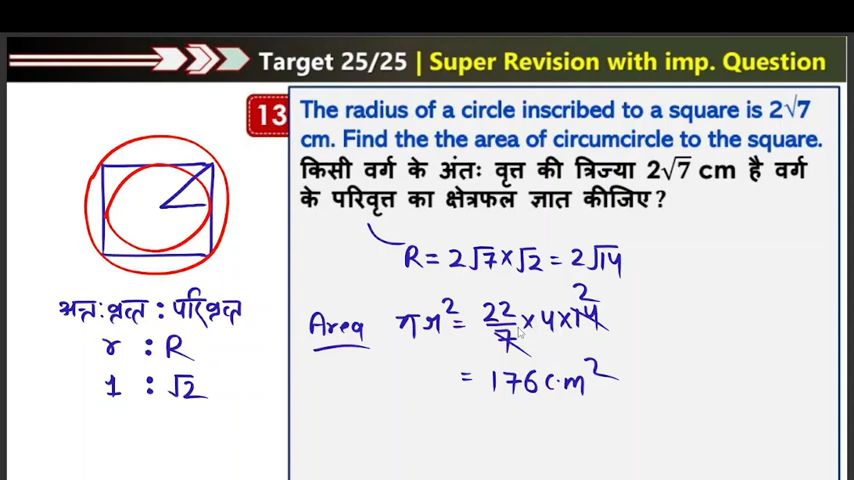 Target 25/25 | Super Revision with imp. Question
13
The radius of a circle inscribed to a square is 2√7
cm. Find the the area of circumcircle to the square.
किसी वर्ग के अंतः वृत्त की त्रिज्या 2√7 cm है वर्ग
के परिवृत्त का क्षेत्रफल ज्ञात कीजिए ?
R = 2√7 × √2 = 2√14
अन्तःवृत्त : परिवृत्त
r : R
1 : √2
Area πr² = 22/7 × 4 × 14 2
= 176 c.m²